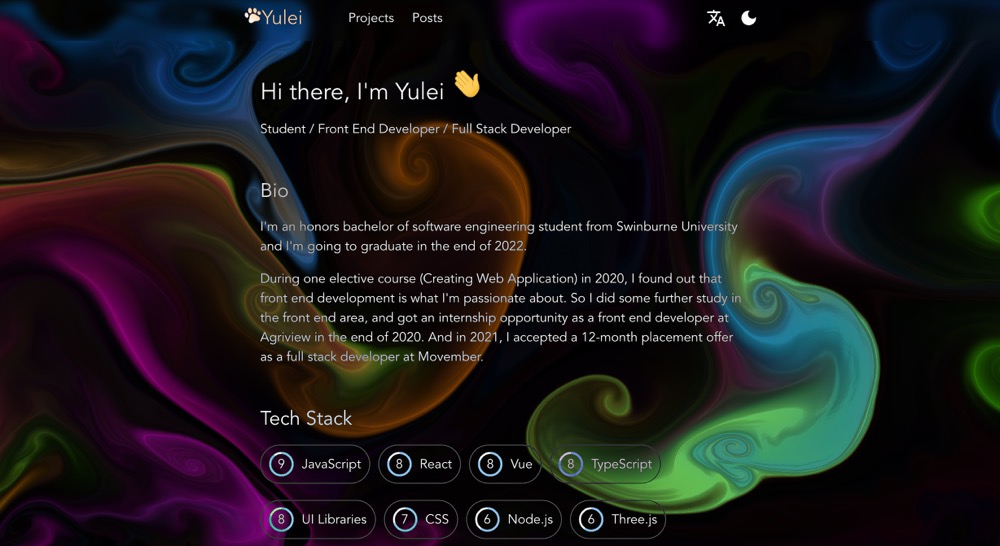 Yulei
Projects
Posts
Hi there, I'm Yulei
Student / Front End Developer / Full Stack Developer
Bio
I'm an honors bachelor of software engineering student from Swinburne University
and I'm going to graduate in the end of 2022.
During one elective course (Creating Web Application) in 2020, I found out that
front end development is what I'm passionate about. So I did some further study in
the front end area, and got an internship opportunity as a front end developer at
Agriview in the end of 2020. And in 2021, I accepted a 12-month placement offer
as a full stack developer at Movember.
Tech Stack
9 JavaScript
8 React
8 Vue
8 TypeScript
8 UI Libraries
7 CSS
6 Node.js
6 Three.js